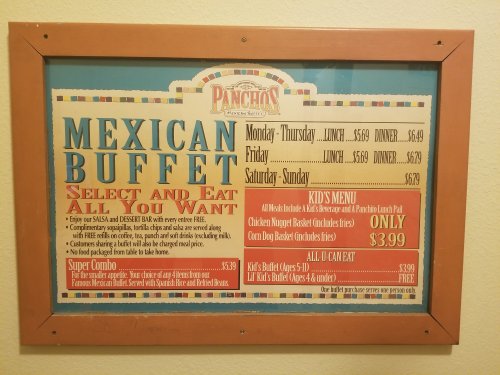 PANCHO'S
MEXICAN BUFFET
MEXICAN
BUFFET
SELECT AND EAT
ALL YOU WANT
• Enjoy our SALSA and DESSERT BAR with every entree FREE.
• Complimentary sopaipillas, tortilla chips and salsa are served along
with FREE refills on coffee, tea, punch and soft drinks (excluding milk).
• Customers sharing a buffet will also be charged meal price.
• No food packaged from table to take home.
Super Combo $5.39
For the smaller appetite. Your choice of any 4 items from our
Famous Mexican Buffet. Served with Spanish Rice and Refried Beans.
Monday - Thursday LUNCH $5.69 DINNER $6.49
Friday LUNCH $5.69 DINNER $6.79
Saturday - Sunday $6.79
KID'S MENU
All Meals Include A Kid's Beverage and A Panchito Lunch Pail
Chicken Nugget Basket (includes fries)
Corn Dog Basket (includes fries)
ONLY
$3.99
ALL U CAN EAT
Kid's Buffet (Ages 5-11) $3.99
Lil' Kid's Buffet (Ages 4 & under) FREE
One buffet purchase serves one person only.